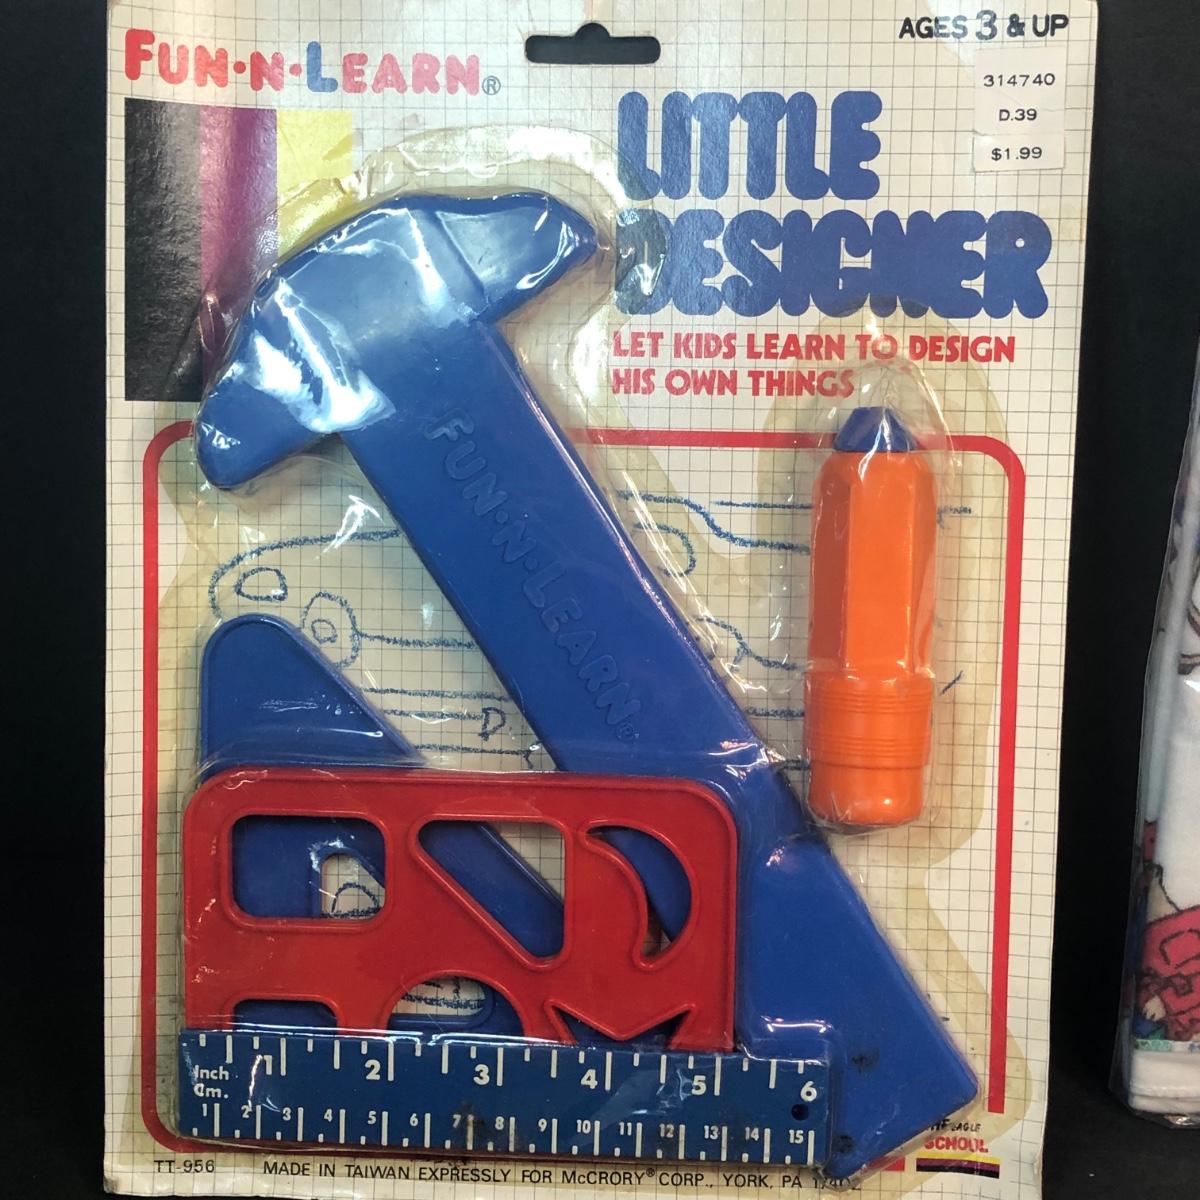 FUN·N·LEARN®
AGES 3 & UP
314740
D.39
$1.99
LITTLE
DESIGNER
LET KIDS LEARN TO DESIGN
HIS OWN THINGS
FUN·N·LEARN®
Inch 1 2 3 4 5 6
Cm. 1 2 3 4 5 6 7 8 9 10 11 12 13 14 15
EAGLE
SCHOOL
TT-956
MADE IN TAIWAN EXPRESSLY FOR McCRORY® CORP., YORK, PA